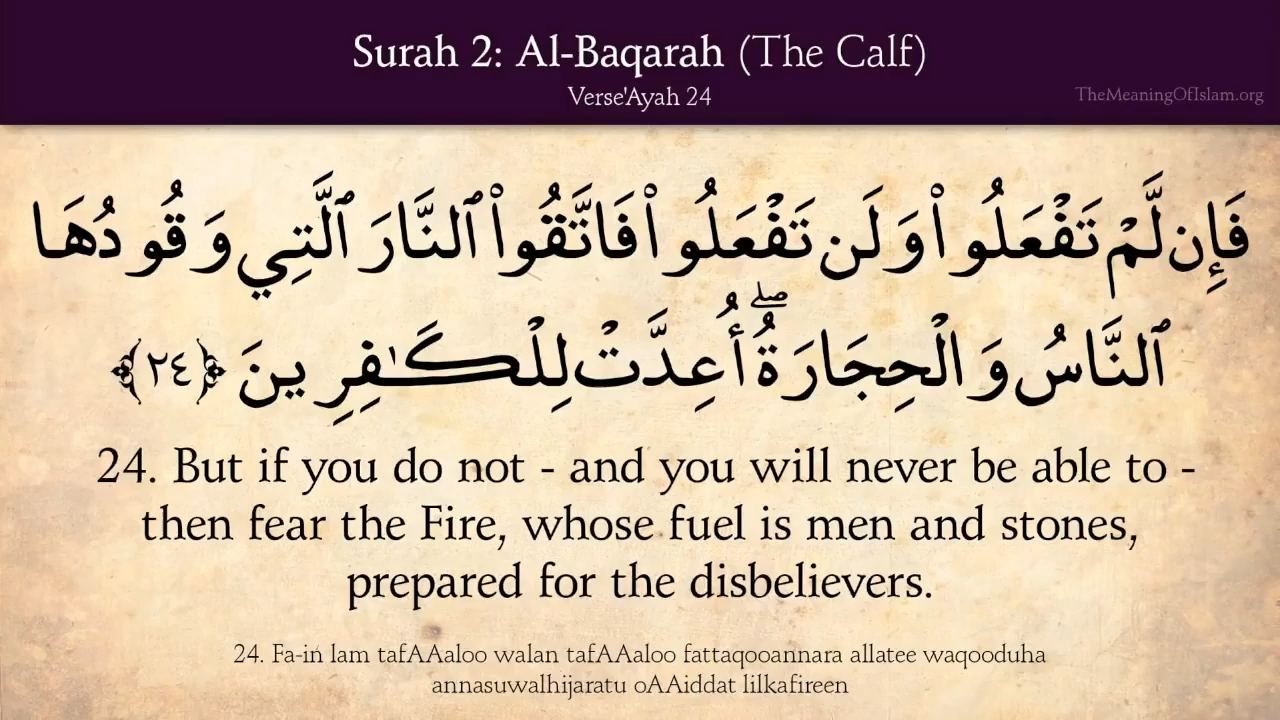 Surah 2: Al-Baqarah (The Calf)
Verse'Ayah 24
TheMeaningOfIslam.org
فَإِن لَّمْ تَفْعَلُوا۟ وَلَن تَفْعَلُوا۟ فَاتَّقُوا۟ ٱلنَّارَ ٱلَّتِي وَقُودُهَا
ٱلنَّاسُ وَالْحِجَارَةُ ۖ أُعِدَّتْ لِلْكَـٰفِرِينَ ﴿٢٤﴾
24. But if you do not - and you will never be able to -
then fear the Fire, whose fuel is men and stones,
prepared for the disbelievers.
24. Fa-in lam tafAAaloo walan tafAAaloo fattaqooannara allatee waqooduha
annasuwalhijaratu oAAiddat lilkafireen